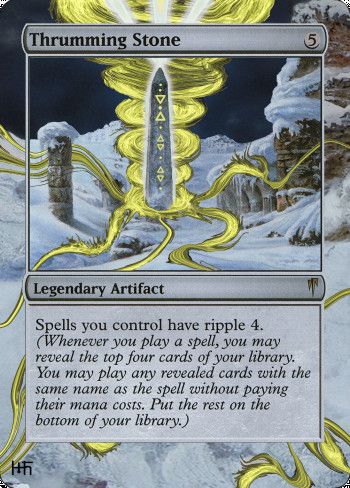 Thrumming Stone 5
Legendary Artifact
Spells you control have ripple 4.
(Whenever you play a spell, you may
reveal the top four cards of your library.
You may play any revealed cards with the
same name as the spell without paying
their mana costs. Put the rest on the
bottom of your library.)
HR